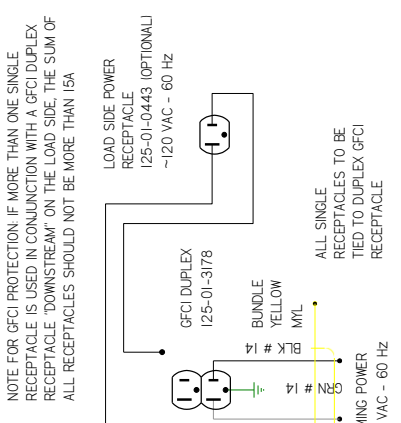 NOTE FOR GFCI PROTECTION: IF MORE THAN ONE SINGLE
RECEPTACLE IS USED IN CONJUNCTION WITH A GFCI DUPLEX
RECEPTACLE "DOWNSTREAM" ON THE LOAD SIDE, THE SUM OF
ALL RECEPTACLES SHOULD NOT BE MORE THAN 15A
LOAD SIDE POWER
RECEPTACLE
125-01-0443 (OPTIONAL)
~120 VAC - 60 Hz
GFCI DUPLEX
125-01-3178
BUNDLE
YELLOW
MYL
BLK # 14
GRN # 14
ALL SINGLE
RECEPTACLES TO BE
TIED TO DUPLEX GFCI
RECEPTACLE
MING POWER
VAC - 60 Hz